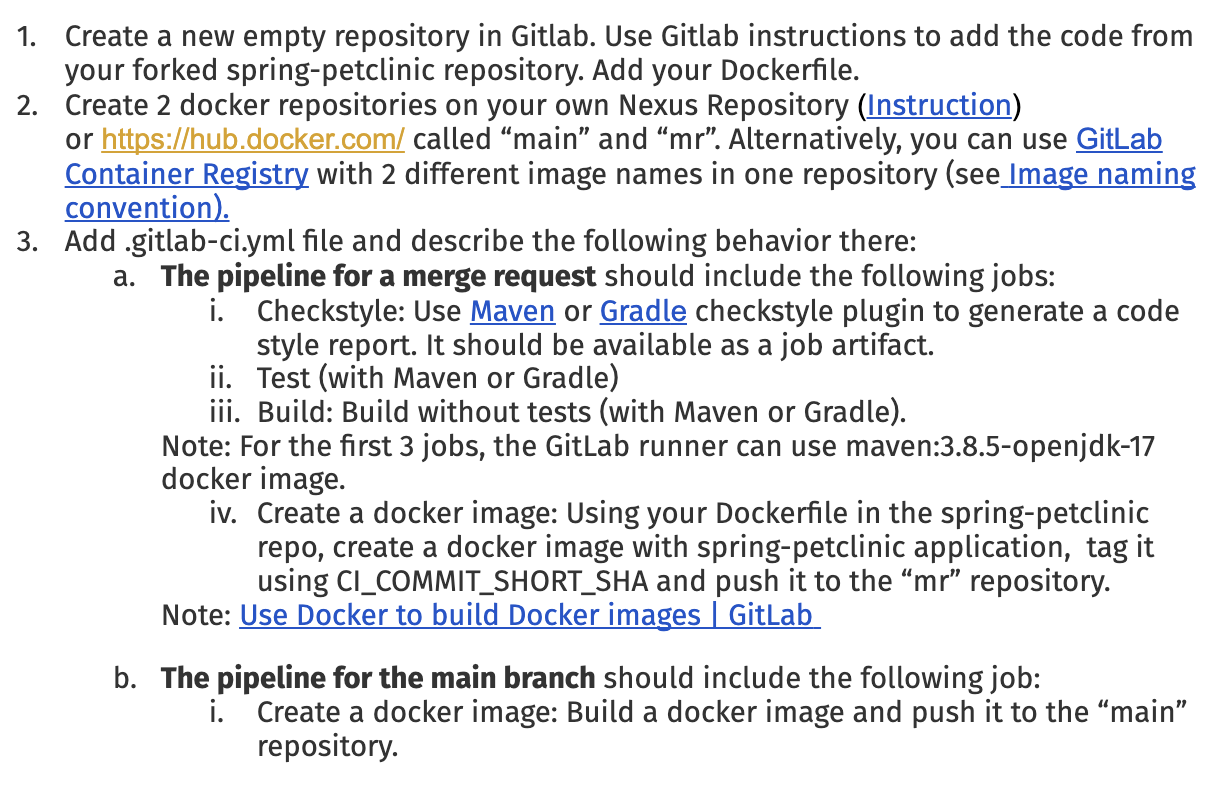 1. Create a new empty repository in Gitlab. Use Gitlab instructions to add the code from
your forked spring-petclinic repository. Add your Dockerfile.
2. Create 2 docker repositories on your own Nexus Repository (Instruction)
or https://hub.docker.com/ called “main” and “mr”. Alternatively, you can use GitLab
Container Registry with 2 different image names in one repository (see Image naming
convention).
3. Add .gitlab-ci.yml file and describe the following behavior there:
a. The pipeline for a merge request should include the following jobs:
i. Checkstyle: Use Maven or Gradle checkstyle plugin to generate a code
style report. It should be available as a job artifact.
ii. Test (with Maven or Gradle)
iii. Build: Build without tests (with Maven or Gradle).
Note: For the first 3 jobs, the GitLab runner can use maven:3.8.5-openjdk-17
docker image.
iv. Create a docker image: Using your Dockerfile in the spring-petclinic
repo, create a docker image with spring-petclinic application,  tag it
using CI_COMMIT_SHORT_SHA and push it to the “mr” repository.
Note: Use Docker to build Docker images | GitLab
b. The pipeline for the main branch should include the following job:
i. Create a docker image: Build a docker image and push it to the “main”
repository.